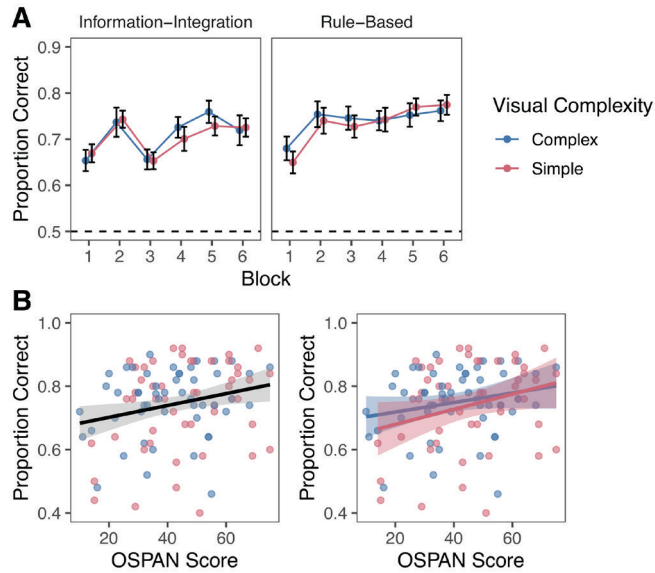 A
Information−Integration
Rule−Based
Proportion Correct
0.9
0.8
0.7
0.6
0.5
1 2 3 4 5 6
1 2 3 4 5 6
Block
Visual Complexity
Complex
Simple
B
Proportion Correct
1.0
0.8
0.6
0.4
20 40 60
OSPAN Score
Proportion Correct
1.0
0.8
0.6
0.4
20 40 60
OSPAN Score